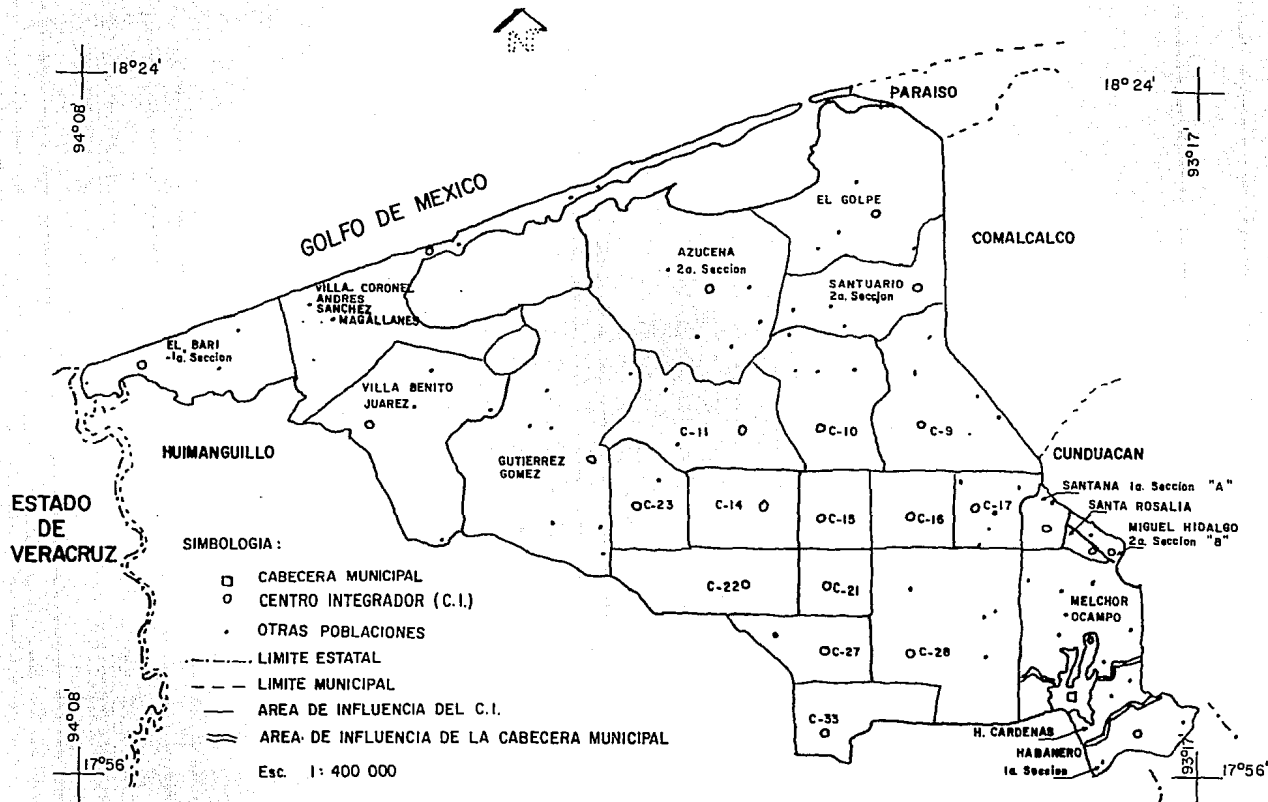 N
18°24'
94°08'
18°24'
93°17'
PARAISO
GOLFO DE MEXICO
EL GOLPE
COMALCALCO
AZUCENA
2a. Seccion
SANTUARIO
2a. Seccion
VILLA CORONEL
ANDRES
SANCHEZ
MAGALLANES
EL BARI
1a. Seccion
VILLA BENITO
JUAREZ
C-11
C-10
C-9
HUIMANGUILLO
GUTIERREZ
GOMEZ
CUNDUACAN
SANTANA 1a. Seccion "A"
SANTA ROSALIA
MIGUEL HIDALGO
2a. Seccion "B"
C-23
C-14
C-15
C-16
C-17
ESTADO
DE
VERACRUZ
C-22
C-21
MELCHOR
OCAMPO
C-27
C-28
C-33
H. CARDENAS
HABANERO
1a. Seccion
SIMBOLOGIA:
CABECERA MUNICIPAL
CENTRO INTEGRADOR (C.I.)
OTRAS POBLACIONES
LIMITE ESTATAL
LIMITE MUNICIPAL
AREA DE INFLUENCIA DEL C.I.
AREA DE INFLUENCIA DE LA CABECERA MUNICIPAL
Esc. 1:400 000
94°08'
17°56'
93°17'
17°56'